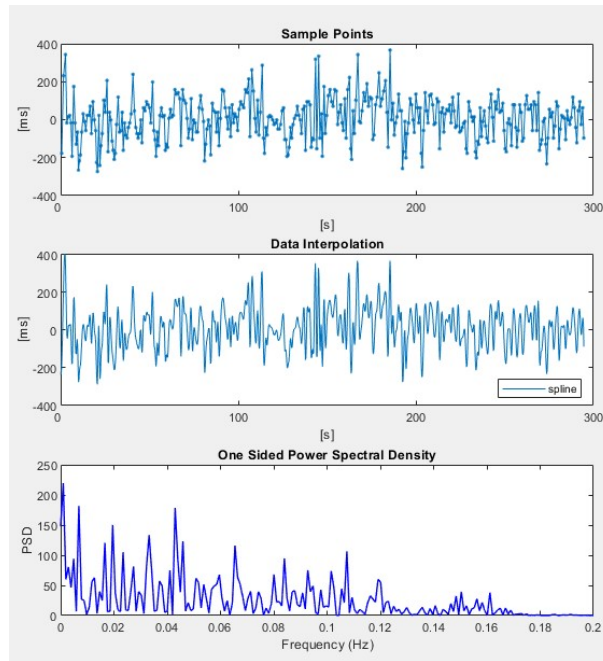 Sample Points
400
200
0
-200
-400
[ms]
0 100 200 300
[s]
Data Interpolation
400
200
0
-200
-400
[ms]
spline
0 100 200 300
[s]
One Sided Power Spectral Density
250
200
150
100
50
0
PSD
0 0.02 0.04 0.06 0.08 0.1 0.12 0.14 0.16 0.18 0.2
Frequency (Hz)